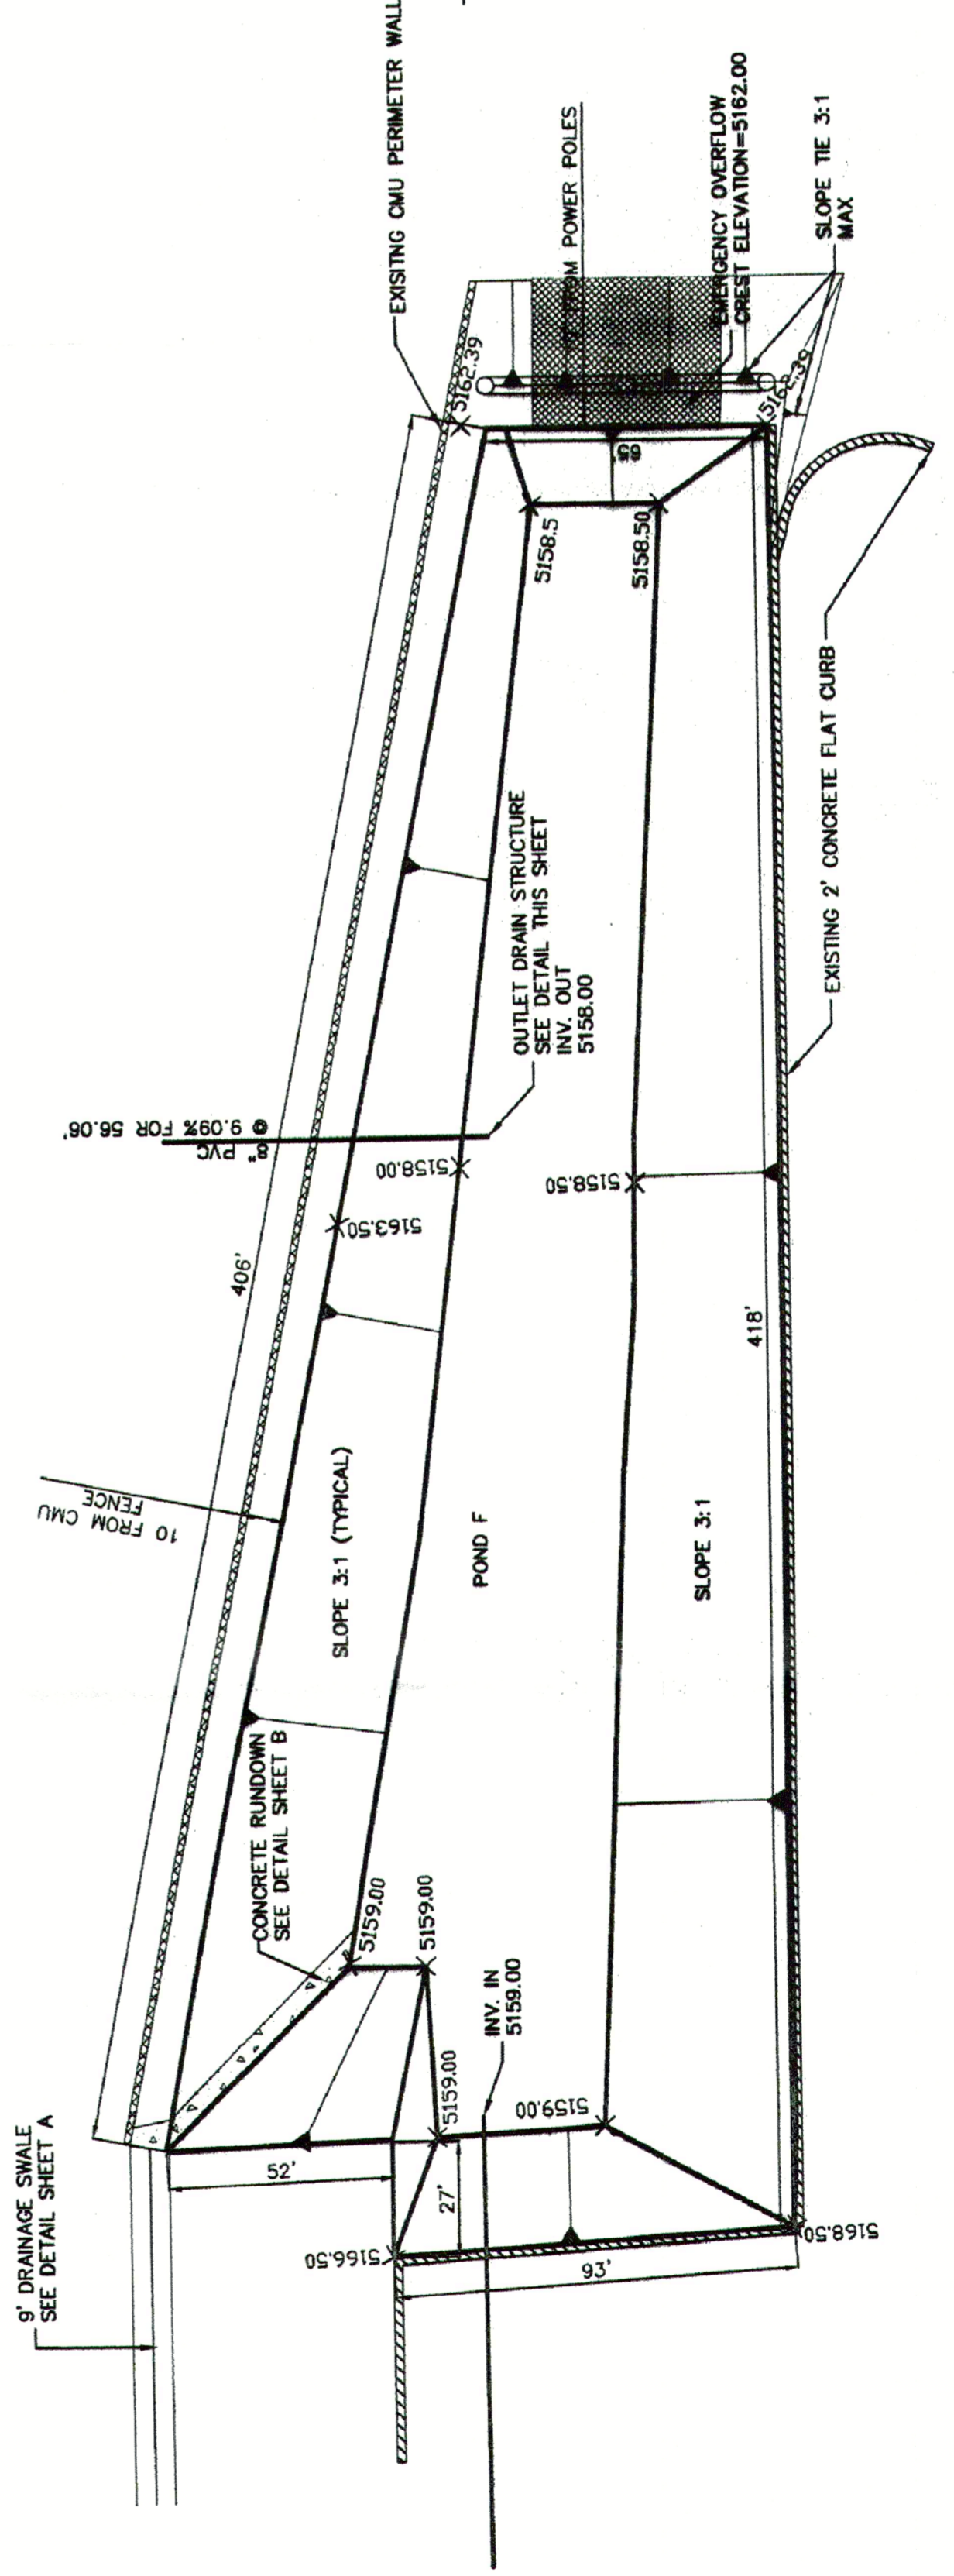 EXISITNG CMU PERIMETER WALL
FROM POWER POLES
EMERGENCY OVERFLOW
CREST ELEVATION=5162.00
SLOPE TIE 3:1
MAX
5162.39
5162.39
65'
5158.5
5158.50
OUTLET DRAIN STRUCTURE
SEE DETAIL THIS SHEET
INV. OUT
5158.00
EXISTING 2' CONCRETE FLAT CURB
8" PVC
@ 9.09% FOR 56.06'
5158.00
5158.50
5163.50
406'
418'
10 FROM CMU
FENCE
SLOPE 3:1 (TYPICAL)
POND F
SLOPE 3:1
CONCRETE RUNDOWN
SEE DETAIL SHEET B
5159.00
5159.00
INV. IN
5159.00
5159.00
5159.00
9' DRAINAGE SWALE
SEE DETAIL SHEET A
52'
27'
5166.50
93'
5168.50